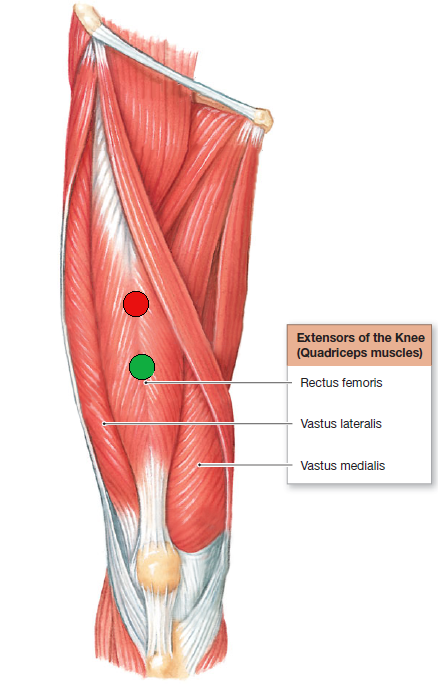 Extensors of the Knee
(Quadriceps muscles)
Rectus femoris
Vastus lateralis
Vastus medialis